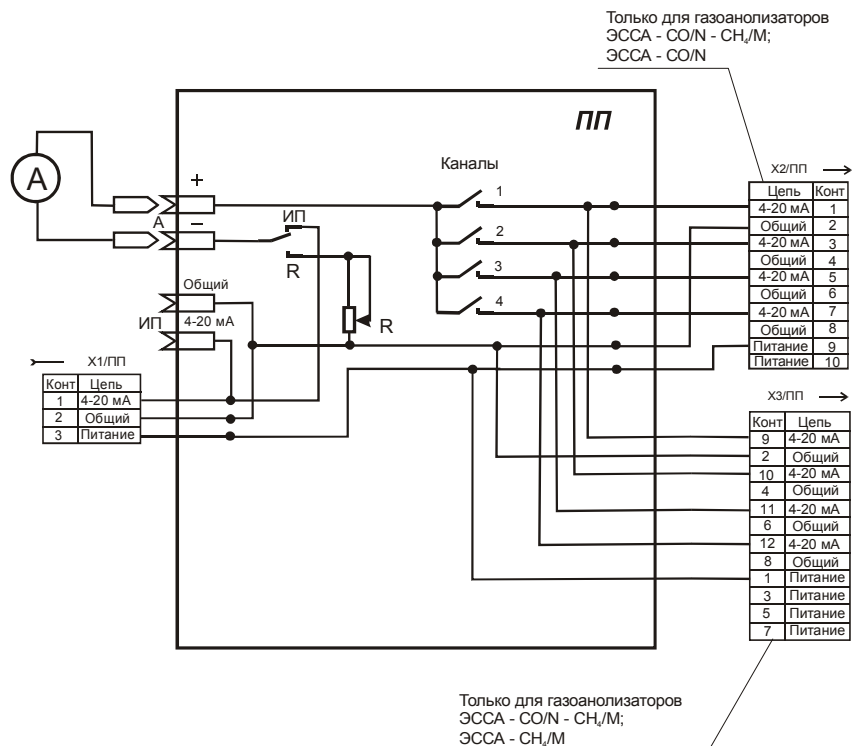 Только для газоанолизаторов
ЭССА - CO/N - CH₄/M;
ЭССА - CO/N
ПП
A
Каналы
X2/ПП
Цепь Конт
4-20 мА 1
Общий 2
4-20 мА 3
Общий 4
4-20 мА 5
Общий 6
4-20 мА 7
Общий 8
Питание 9
Питание 10
+
A
−
ИП
R
1
2
3
4
Общий
ИП 4-20 мА
R
X1/ПП
Конт Цепь
1 4-20 мА
2 Общий
3 Питание
X3/ПП
Конт Цепь
9 4-20 мА
2 Общий
10 4-20 мА
4 Общий
11 4-20 мА
6 Общий
12 4-20 мА
8 Общий
1 Питание
3 Питание
5 Питание
7 Питание
Только для газоанолизаторов
ЭССА - CO/N - CH₄/M;
ЭССА - CH₄/M